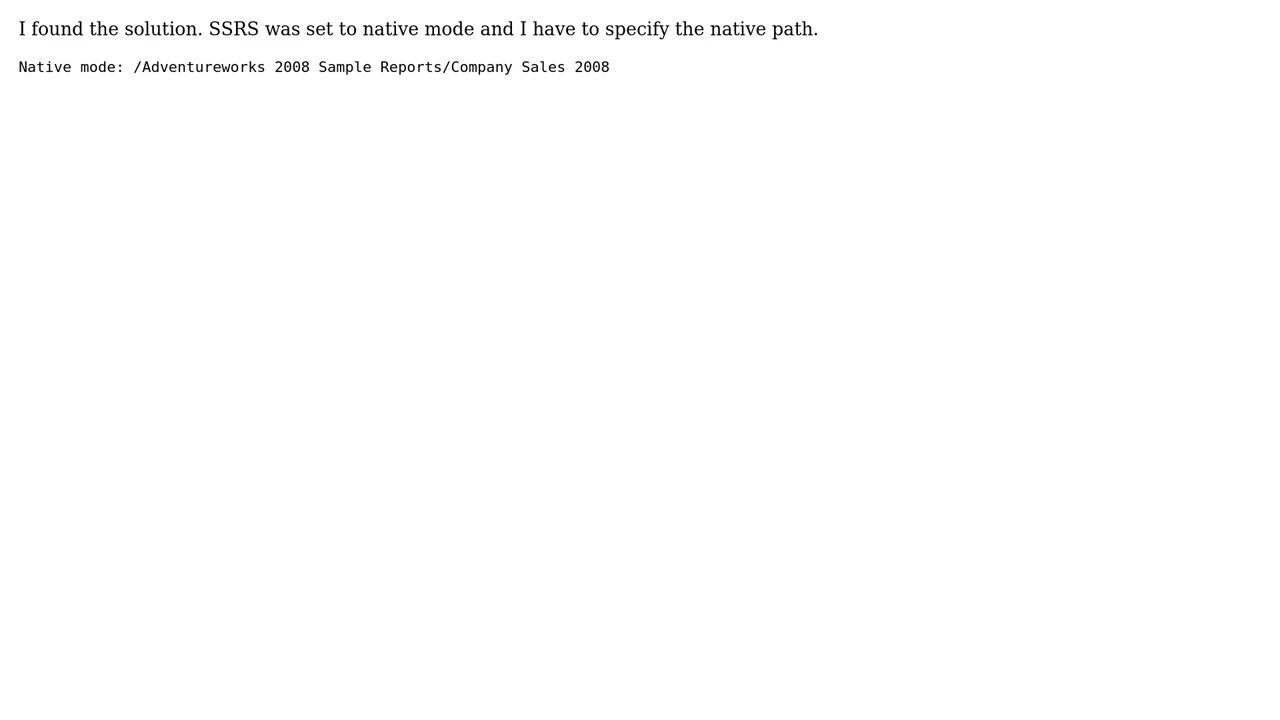 I found the solution. SSRS was set to native mode and I have to specify the native path.
Native mode: /Adventureworks 2008 Sample Reports/Company Sales 2008